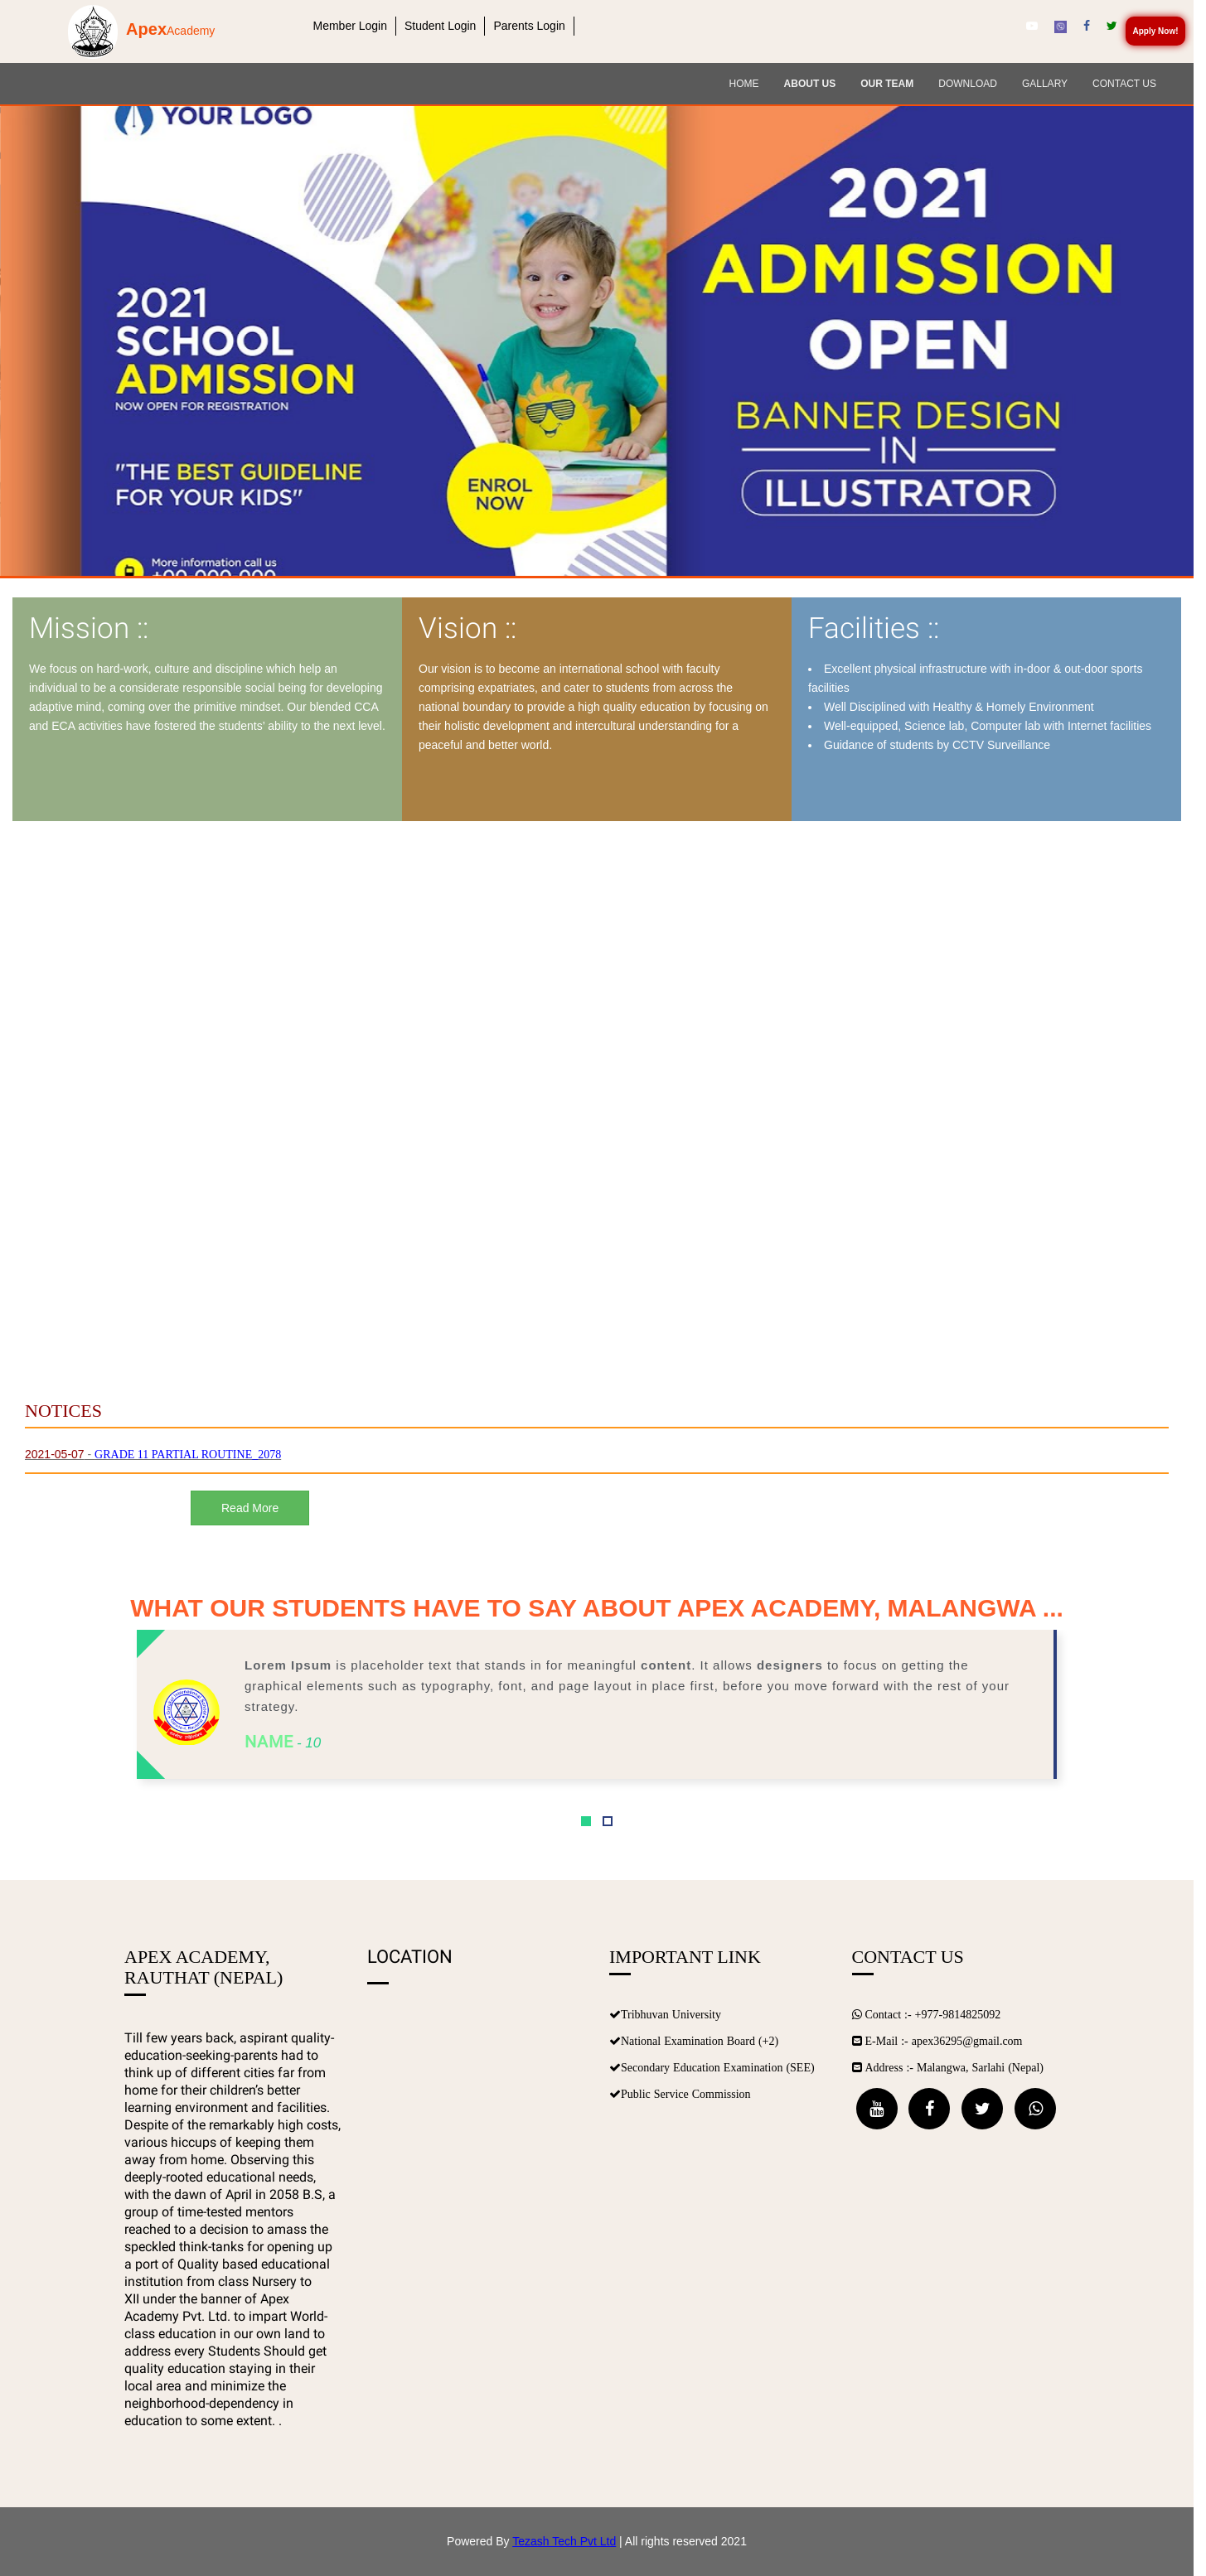 ApexAcademy
Member Login
Student Login
Parents Login
Apply Now!
HOME
ABOUT US
OUR TEAM
DOWNLOAD
GALLARY
CONTACT US
YOUR LOGO
2021
SCHOOL
ADMISSION
NOW OPEN FOR REGISTRATION
"THE BEST GUIDELINE
FOR YOUR KIDS"
More information call us
ENROL
NOW
2021
ADMISSION
OPEN
BANNER DESIGN
IN
ILLUSTRATOR
Mission ::
We focus on hard-work, culture and discipline which help an
individual to be a considerate responsible social being for developing
adaptive mind, coming over the primitive mindset. Our blended CCA
and ECA activities have fostered the students' ability to the next level.
Vision ::
Our vision is to become an international school with faculty
comprising expatriates, and cater to students from across the
national boundary to provide a high quality education by focusing on
their holistic development and intercultural understanding for a
peaceful and better world.
Facilities ::
• Excellent physical infrastructure with in-door & out-door sports
facilities
• Well Disciplined with Healthy & Homely Environment
• Well-equipped, Science lab, Computer lab with Internet facilities
• Guidance of students by CCTV Surveillance
NOTICES
2021-05-07 - GRADE 11 PARTIAL ROUTINE_2078
Read More
WHAT OUR STUDENTS HAVE TO SAY ABOUT APEX ACADEMY, MALANGWA ...
Lorem Ipsum is placeholder text that stands in for meaningful content. It allows designers to focus on getting the
graphical elements such as typography, font, and page layout in place first, before you move forward with the rest of your
strategy.
NAME - 10
APEX ACADEMY,
RAUTHAT (NEPAL)
Till few years back, aspirant quality-
education-seeking-parents had to
think up of different cities far from
home for their children’s better
learning environment and facilities.
Despite of the remarkably high costs,
various hiccups of keeping them
away from home. Observing this
deeply-rooted educational needs,
with the dawn of April in 2058 B.S, a
group of time-tested mentors
reached to a decision to amass the
speckled think-tanks for opening up
a port of Quality based educational
institution from class Nursery to
XII under the banner of Apex
Academy Pvt. Ltd. to impart World-
class education in our own land to
address every Students Should get
quality education staying in their
local area and minimize the
neighborhood-dependency in
education to some extent. .
LOCATION
IMPORTANT LINK
Tribhuvan University
National Examination Board (+2)
Secondary Education Examination (SEE)
Public Service Commission
CONTACT US
Contact :- +977-9814825092
E-Mail :- apex36295@gmail.com
Address :- Malangwa, Sarlahi (Nepal)
You Tube
Powered By Tezash Tech Pvt Ltd | All rights reserved 2021